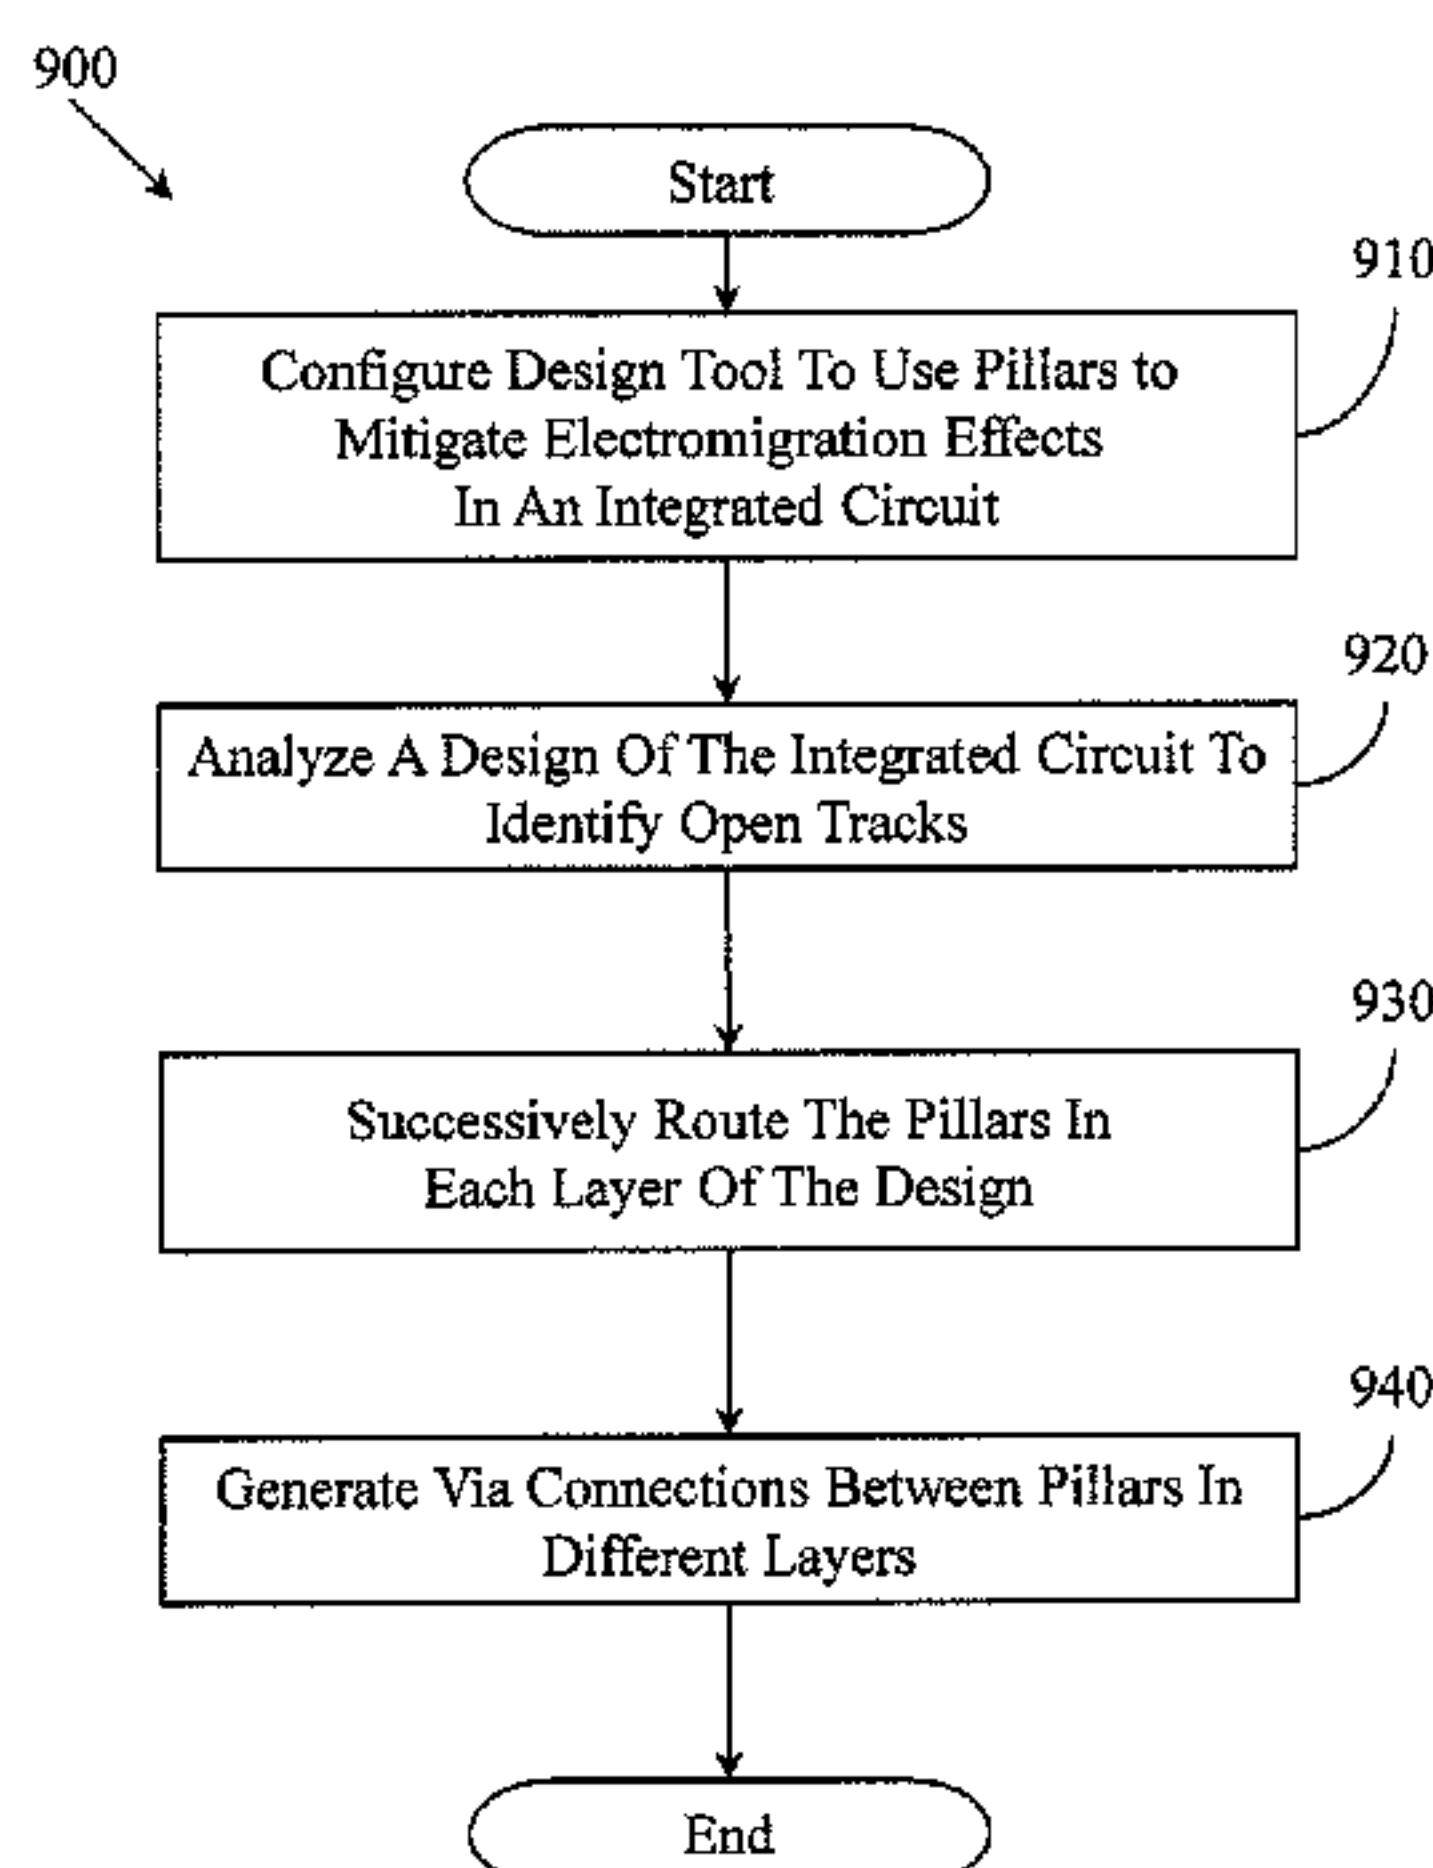 900
Start
910
Configure Design Tool To Use Pillars to
Mitigate Electromigration Effects
In An Integrated Circuit
920
Analyze A Design Of The Integrated Circuit To
Identify Open Tracks
930
Successively Route The Pillars In
Each Layer Of The Design
940
Generate Via Connections Between Pillars In
Different Layers
End